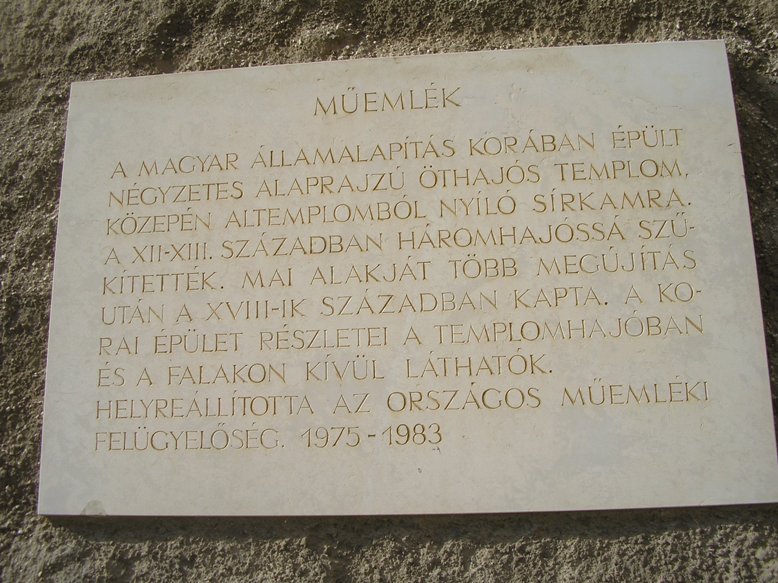 MŰEMLÉK
A MAGYAR ÁLLAMALAPÍTÁS KORÁBAN ÉPÜLT
NÉGYZETES ALAPRAJZÚ ÖTHAJÓS TEMPLOM,
KÖZEPÉN ALTEMPLOMBÓL NYÍLÓ SÍRKAMRA.
A XII-XIII. SZÁZADBAN HÁROMHAJÓSSÁ SZŰ-
KÍTETTÉK. MAI ALAKJÁT TÖBB MEGÚJÍTÁS
UTÁN A XVIII-IK SZÁZADBAN KAPTA. A KO-
RAI ÉPÜLET RÉSZLETEI A TEMPLOMHAJÓBAN
ÉS A FALAKON KÍVÜL LÁTHATÓK.
HELYREÁLLÍTOTTA AZ ORSZÁGOS MŰEMLÉKI
FELÜGYELŐSÉG. 1975-1983